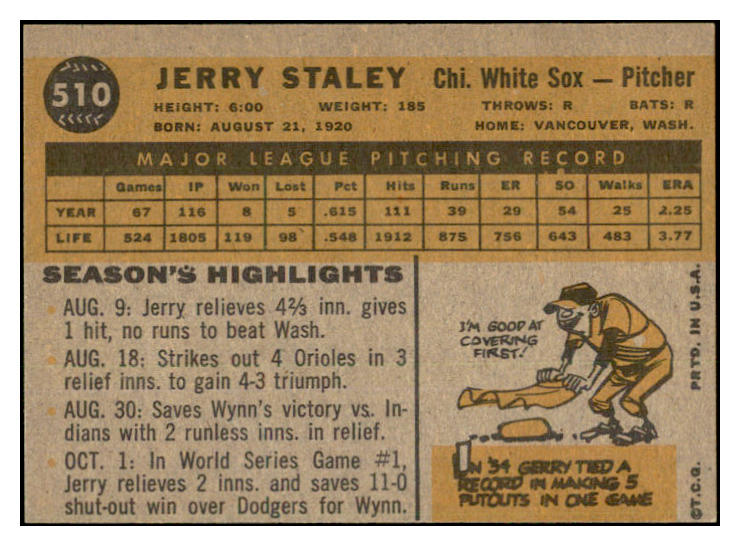 510
JERRY STALEY Chi. White Sox — Pitcher
HEIGHT: 6:00 WEIGHT: 185 THROWS: R BATS: R
BORN: AUGUST 21, 1920 HOME: VANCOUVER, WASH.
MAJOR LEAGUE PITCHING RECORD
Games IP Won Lost Pct Hits Runs ER SO Walks ERA
YEAR 67 116 8 5 .615 111 39 29 54 25 2.25
LIFE 524 1805 119 98 .548 1912 875 756 643 483 3.77
SEASON'S HIGHLIGHTS
AUG. 9: Jerry relieves 4⅔ inn. gives
1 hit, no runs to beat Wash.
AUG. 18: Strikes out 4 Orioles in 3
relief inns. to gain 4-3 triumph.
AUG. 30: Saves Wynn's victory vs. In-
dians with 2 runless inns. in relief.
OCT. 1: In World Series Game #1,
Jerry relieves 2 inns. and saves 11-0
shut-out win over Dodgers for Wynn.
I'M GOOD AT
COVERING
FIRST!
IN '54 GERRY TIED A
RECORD IN MAKING 5
PUTOUTS IN ONE GAME
©T.C.G. PRTD. IN U.S.A.